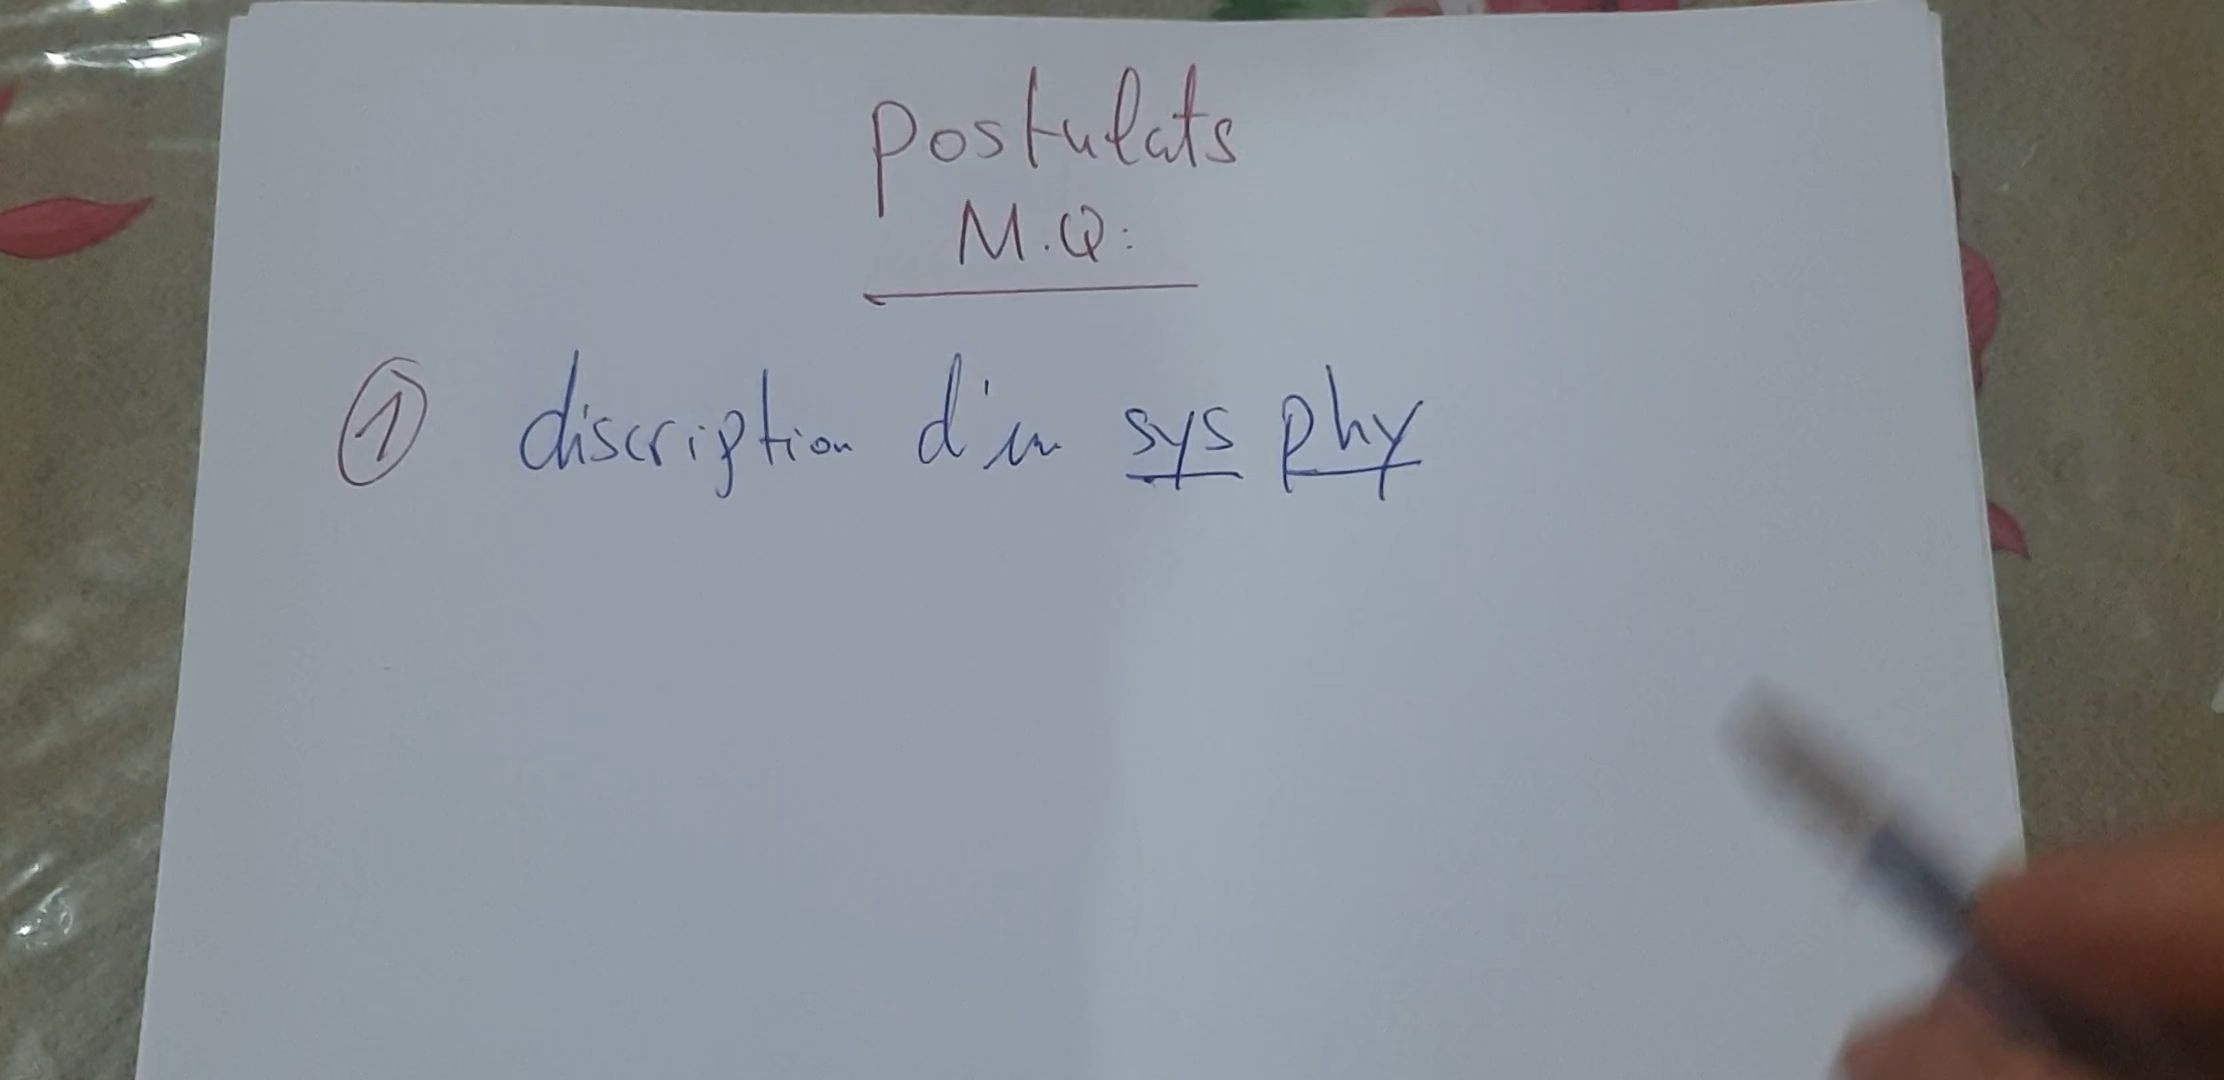 Postulats
M.Q:
① discription d'un sys phy